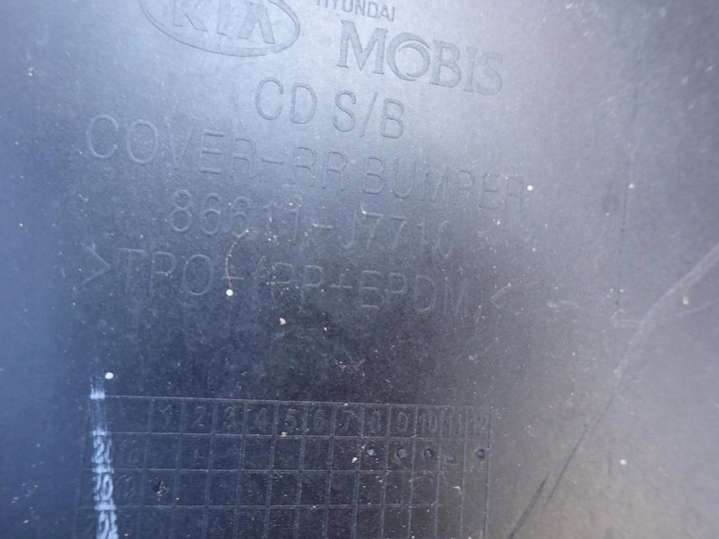 KIA
HYUNDAI
MOBIS
CD S/B
COVER-RR BUMPER
86611-J7710
>TPO-(PP+EPDM)<
1 2 3 4 5 6 7 8 9 10 11 12